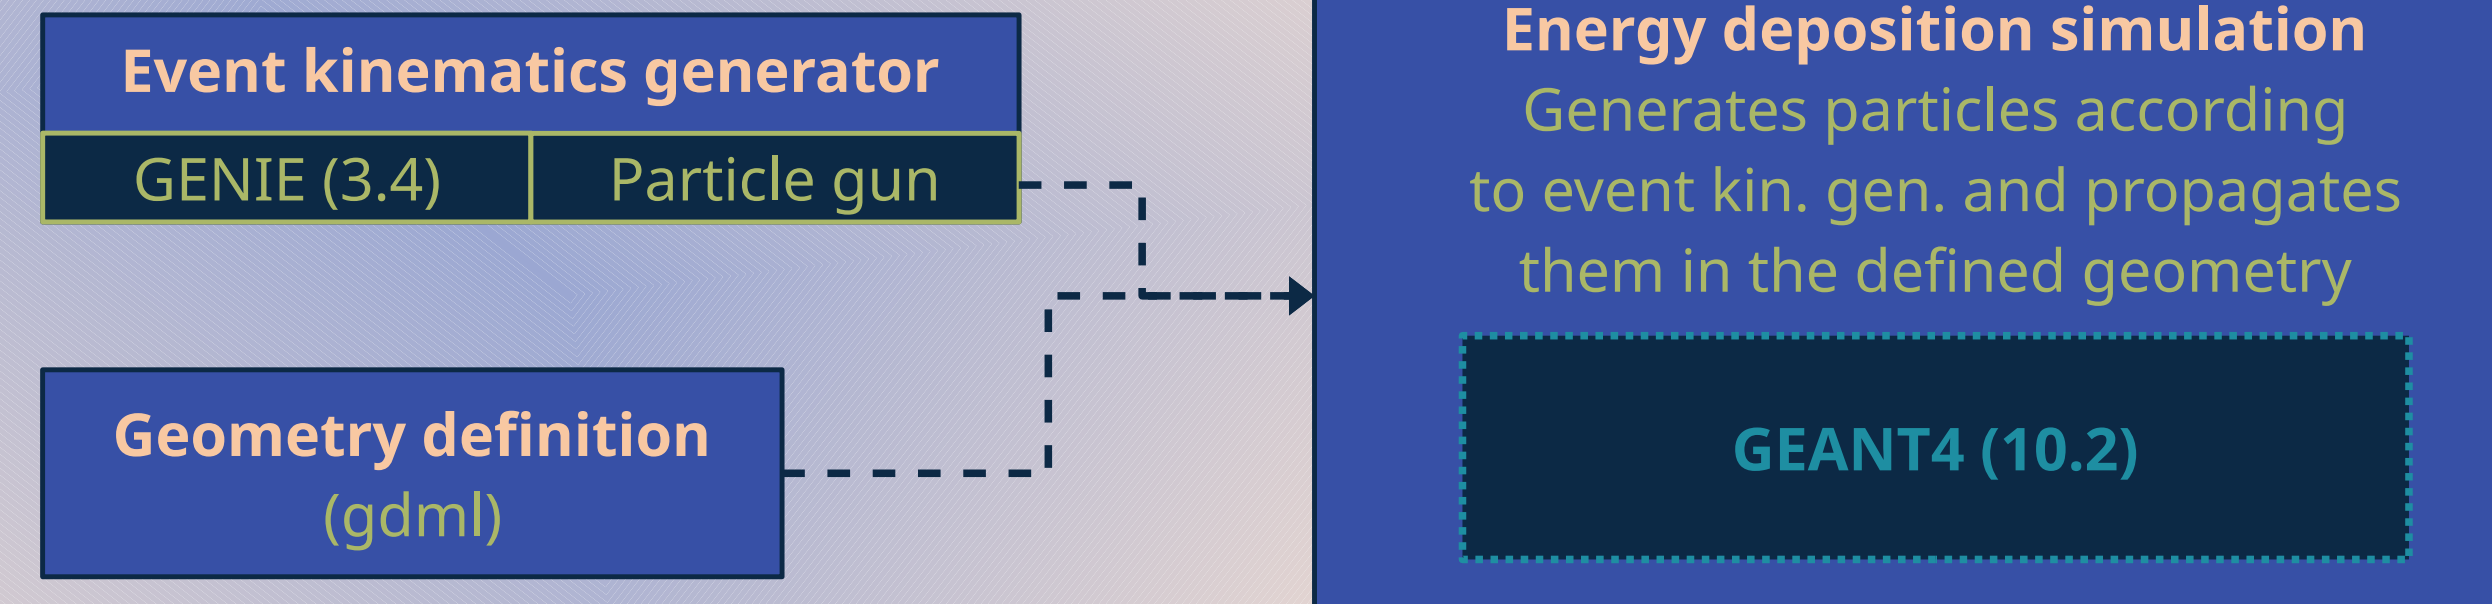 Event kinematics generator
GENIE (3.4)
Particle gun
Geometry definition
(gdml)
Energy deposition simulation
Generates particles according
to event kin. gen. and propagates
them in the defined geometry
GEANT4 (10.2)